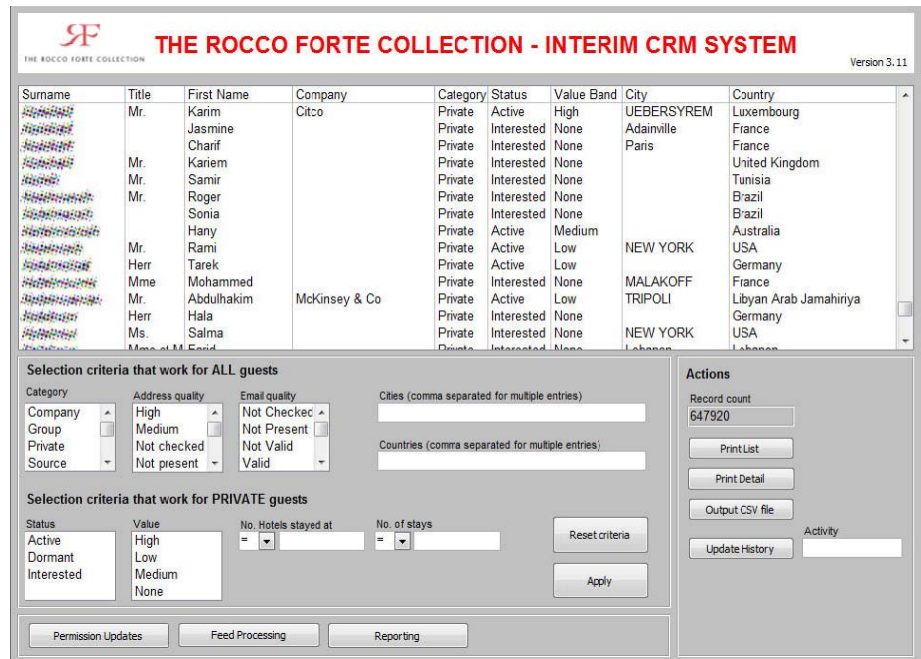 RF
THE ROCCO FORTE COLLECTION
THE ROCCO FORTE COLLECTION - INTERIM CRM SYSTEM
Version 3.11
Surname Title First Name Company Category Status Value Band City Country
Mr. Karim Citco Private Active High UEBERSYREM Luxembourg
Jasmine Private Interested None Adainville France
Charif Private Interested None Paris France
Mr. Kariem Private Interested None United Kingdom
Mr. Samir Private Interested None Tunisia
Mr. Roger Private Interested None Brazil
Sonia Private Interested None Brazil
Hany Private Active Medium Australia
Mr. Rami Private Active Low NEW YORK USA
Herr Tarek Private Active Low Germany
Mme Mohammed Private Interested None MALAKOFF France
Mr. Abdulhakim McKinsey & Co Private Active Low TRIPOLI Libyan Arab Jamahiriya
Herr Hala Private Interested None Germany
Ms. Salma Private Interested None NEW YORK USA
Mme et M Farid Private Interested None Lebanon Lebanon
Selection criteria that work for ALL guests
Category Address quality Email quality Cities (comma separated for multiple entries)
Company High Not Checked
Group Medium Not Present
Private Not checked Not Valid Countries (comma separated for multiple entries)
Source Not present Valid
Selection criteria that work for PRIVATE guests
Status Value No. Hotels stayed at No. of stays
Active High = =
Dormant Low
Interested Medium
None
Reset criteria
Apply
Actions
Record count
647920
Print List
Print Detail
Output CSV file
Activity
Update History
Permission Updates Feed Processing Reporting